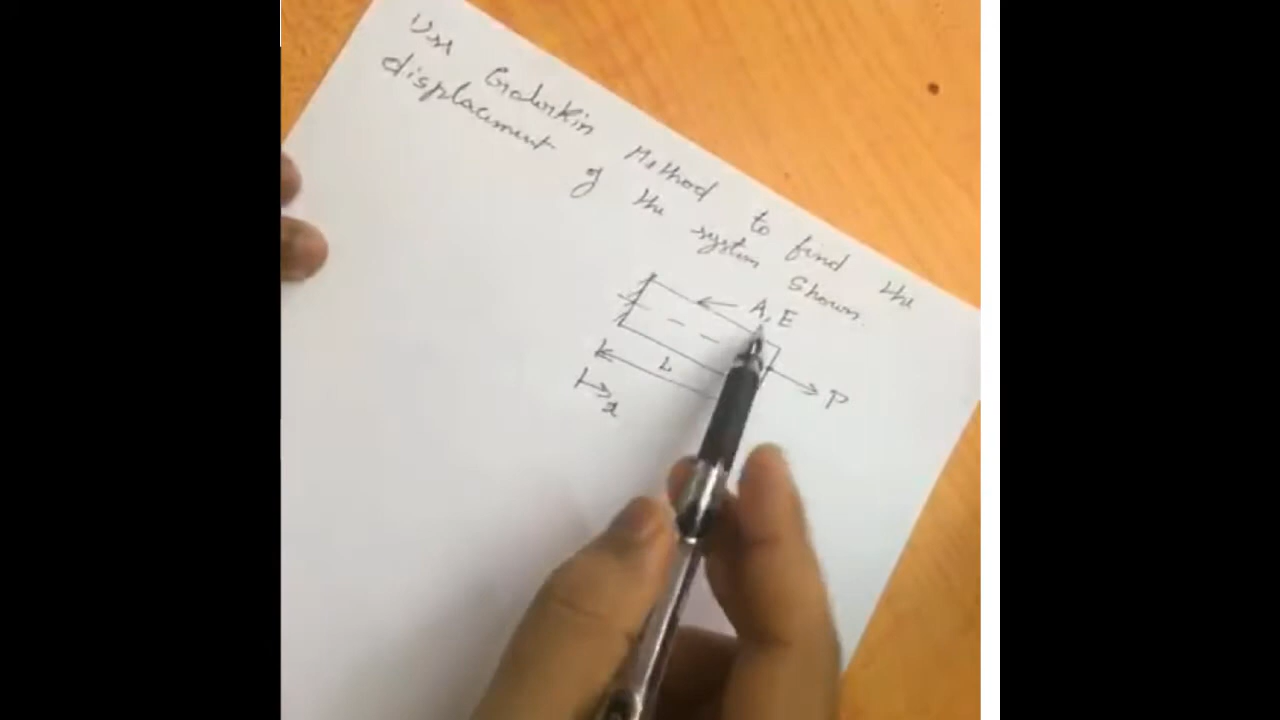 Use Galerkin Method to find the
displacement of the system shown.
A, E
L
P
x